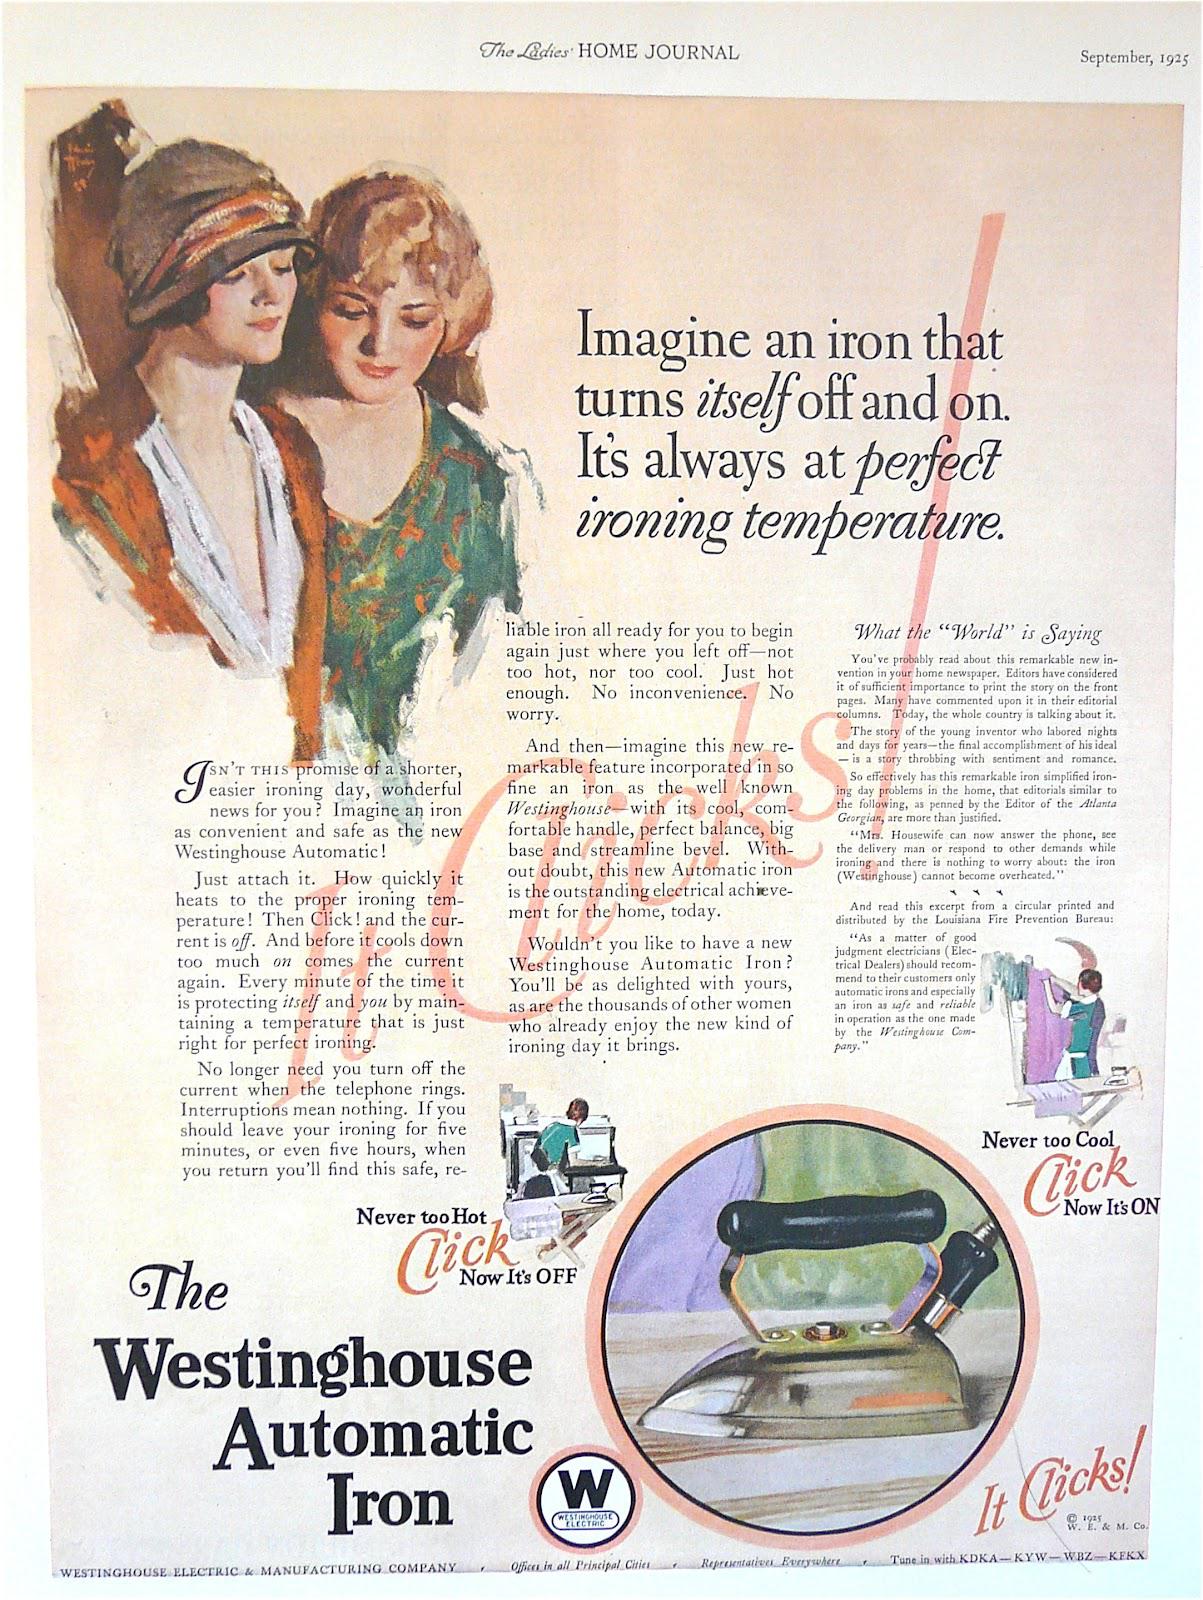 The Ladies' HOME JOURNAL
September, 1925
Imagine an iron that
turns itself off and on.
It's always at perfect
ironing temperature.
It Clicks!
ISN'T THIS promise of a shorter,
easier ironing day, wonderful
news for you? Imagine an iron
as convenient and safe as the new
Westinghouse Automatic!
Just attach it. How quickly it
heats to the proper ironing tem-
perature! Then Click! and the cur-
rent is off. And before it cools down
too much on comes the current
again. Every minute of the time it
is protecting itself and you by main-
taining a temperature that is just
right for perfect ironing.
No longer need you turn off the
current when the telephone rings.
Interruptions mean nothing. If you
should leave your ironing for five
minutes, or even five hours, when
you return you'll find this safe, re-
liable iron all ready for you to begin
again just where you left off—not
too hot, nor too cool. Just hot
enough. No inconvenience. No
worry.
And then—imagine this new re-
markable feature incorporated in so
fine an iron as the well known
Westinghouse—with its cool, com-
fortable handle, perfect balance, big
base and streamline bevel. With-
out doubt, this new Automatic iron
is the outstanding electrical achieve-
ment for the home, today.
Wouldn't you like to have a new
Westinghouse Automatic Iron?
You'll be as delighted with yours,
as are the thousands of other women
who already enjoy the new kind of
ironing day it brings.
What the "World" is Saying
You've probably read about this remarkable new in-
vention in your home newspaper. Editors have considered
it of sufficient importance to print the story on the front
pages. Many have commented upon it in their editorial
columns. Today, the whole country is talking about it.
The story of the young inventor who labored nights
and days for years—the final accomplishment of his ideal
—is a story throbbing with sentiment and romance.
So effectively has this remarkable iron simplified iron-
ing day problems in the home, that editorials similar to
the following, as penned by the Editor of the Atlanta
Georgian, are more than justified.
"Mrs. Housewife can now answer the phone, see
the delivery man or respond to other demands while
ironing and there is nothing to worry about: the iron
(Westinghouse) cannot become overheated."
And read this excerpt from a circular printed and
distributed by the Louisiana Fire Prevention Bureau:
"As a matter of good
judgment electricians (Elec-
trical Dealers) should recom-
mend to their customers only
automatic irons and especially
an iron as safe and reliable
in operation as the one made
by the Westinghouse Com-
pany."
Never too Cool
Click
Now It's ON
Never too Hot
Click
Now It's OFF
The
Westinghouse
Automatic
Iron
W
WESTINGHOUSE
ELECTRIC
It Clicks!
© 1925
W. E. & M. Co.
WESTINGHOUSE ELECTRIC & MANUFACTURING COMPANY
Offices in all Principal Cities
Representatives Everywhere
Tune in with KDKA—KYW—WBZ—KFKX